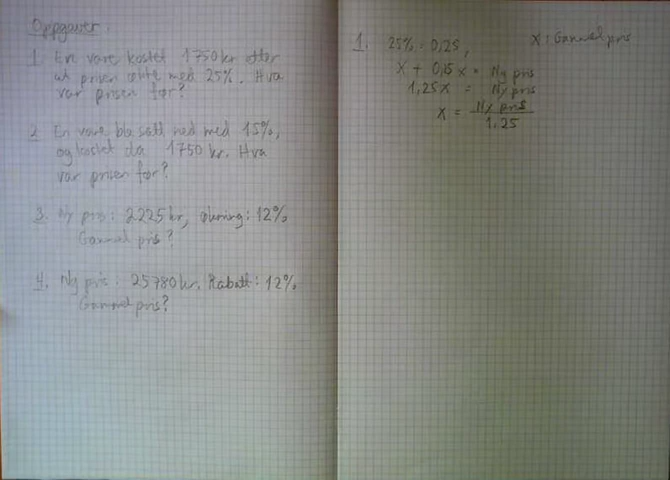 Oppgaver:
1. En vare kostet 1750 kr etter
at prisen økte med 25%. Hva
var prisen før?
2. En vare ble satt ned med 15%,
og kostet da 1750 kr. Hva
var prisen før?
3. Ny pris: 2225 kr, økning: 12%
Gammel pris?
4. Ny pris: 25780 kr. Rabatt: 12%
Gammel pris?
1. 25% = 0,25, x: Gammel pris
x + 0,25x = Ny pris
1,25x = Ny pris
x = Ny pris
1.25